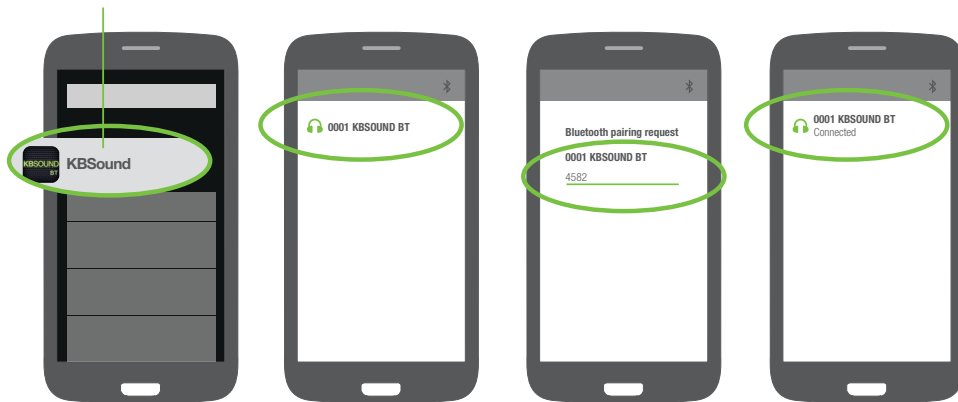 KBSOUND
BT
KBSound
0001 KBSOUND BT
Bluetooth pairing request
0001 KBSOUND BT
4582
0001 KBSOUND BT
Connected